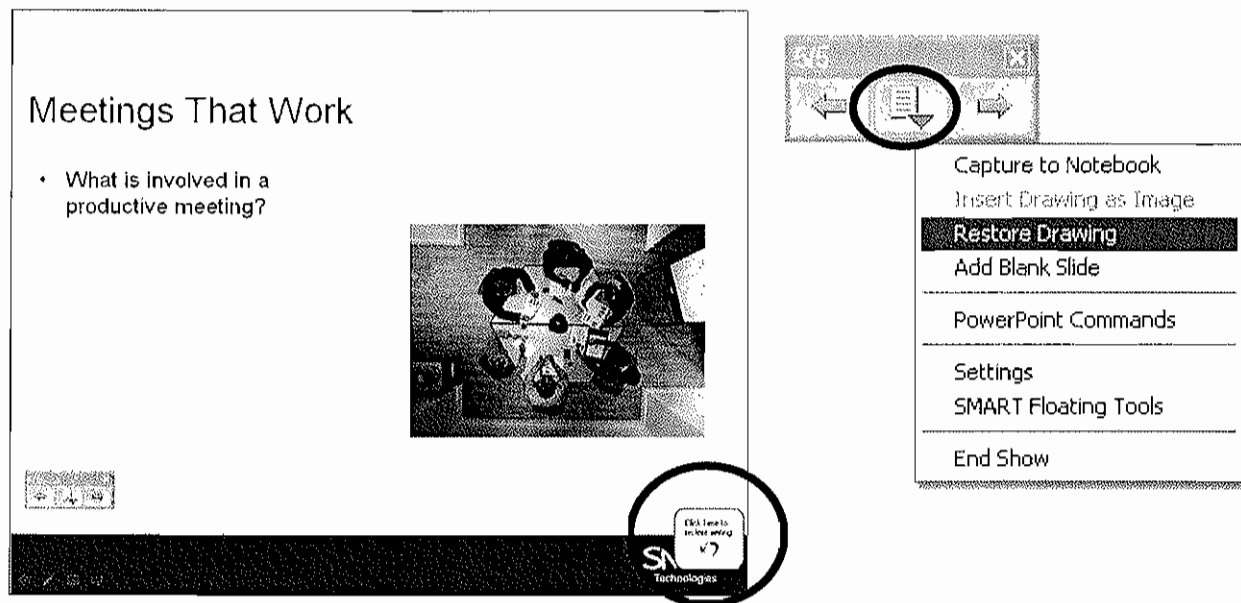 Meetings That Work
• What is involved in a
productive meeting?
Click here to
restore writing
Technologies
5/5
Capture to Notebook
Insert Drawing as Image
Restore Drawing
Add Blank Slide
PowerPoint Commands
Settings
SMART Floating Tools
End Show